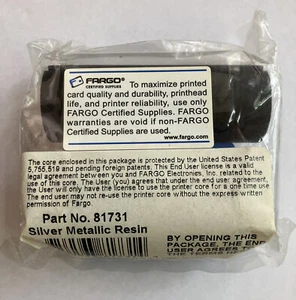 FARGO®
CERTIFIED SUPPLIES
To maximize printed
card quality and durability, printhead
life, and printer reliability, use only
FARGO Certified Supplies. FARGO
warranties are void if non-FARGO
Certified Supplies are used.
www.fargo.com
The core enclosed in this package is protected by the United States Patent
5,755,519 and pending foreign patents. This End User license is a valid
legal agreement between you and FARGO Electronics, Inc. related to
the use of this core. The User (you) agrees that under the end user agreement,
the User will only have the license to use the printer core for a one time use
The end user may not re-use the printer core without the express written
permission of Fargo.
Part No. 81731
Silver Metallic Resin
BY OPENING THIS
PACKAGE, THE END
USER AGREES TO